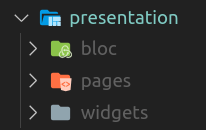 presentation
bloc
pages
widgets